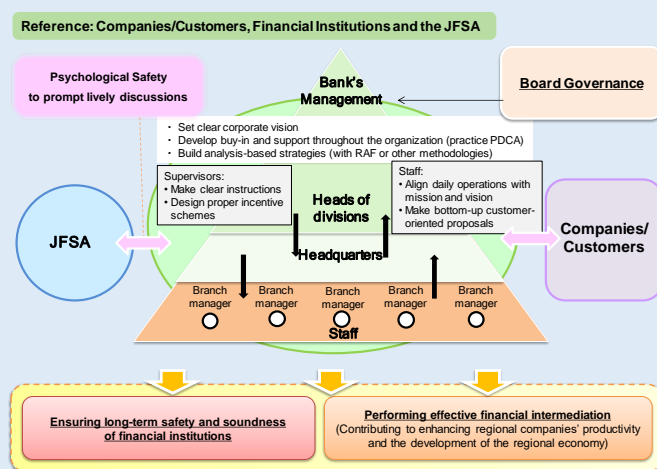 Reference: Companies/Customers, Financial Institutions and the JFSA
Psychological Safety
to prompt lively discussions
Bank's
Management
Board Governance
• Set clear corporate vision
• Develop buy-in and support throughout the organization (practice PDCA)
• Build analysis-based strategies (with RAF or other methodologies)
Supervisors:
• Make clear instructions
• Design proper incentive
schemes
Heads of
divisions
Staff:
• Align daily operations with
mission and vision
• Make bottom-up customer-
oriented proposals
JFSA
Companies/
Customers
Headquarters
Branch
manager
Branch
manager
Branch
manager
Branch
manager
Branch
manager
Staff
Ensuring long-term safety and soundness
of financial institutions
Performing effective financial intermediation
(Contributing to enhancing regional companies' productivity
and the development of the regional economy)